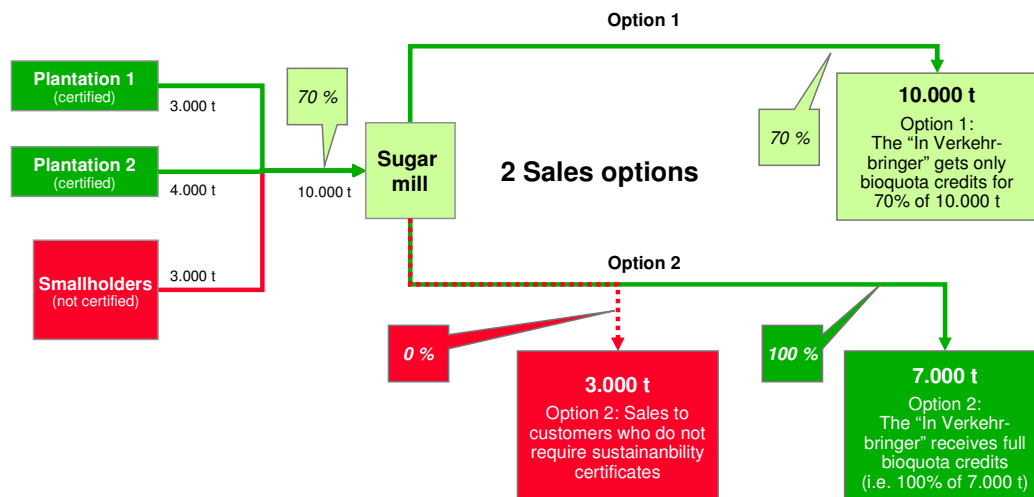 Option 1
Plantation 1
(certified)
3.000 t
70 %
Plantation 2
(certified)
4.000 t
10.000 t
Sugar
mill
2 Sales options
70 %
10.000 t
Option 1:
The “In Verkehr-
bringer” gets only
bioquota credits for
70% of 10.000 t
Smallholders
(not certified)
3.000 t
Option 2
0 %
100 %
3.000 t
Option 2: Sales to
customers who do not
require sustainanbility
certificates
7.000 t
Option 2:
The “In Verkehr-
bringer” receives full
bioquota credits
(i.e. 100% of 7.000 t)